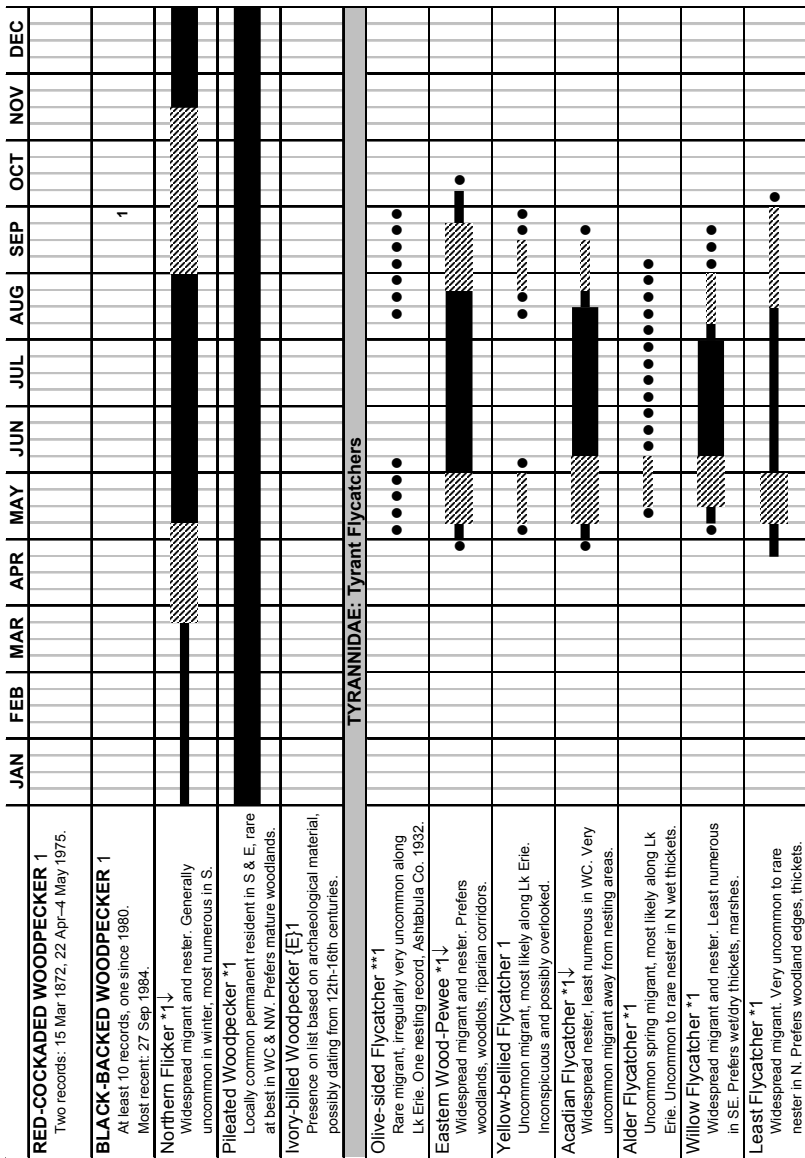 JAN FEB MAR APR MAY JUN JUL AUG SEP OCT NOV DEC
RED-COCKADED WOODPECKER 1
Two records: 15 Mar 1872, 22 Apr–4 May 1975.
BLACK-BACKED WOODPECKER 1
At least 10 records, one since 1980.
Most recent: 27 Sep 1984.
1
Northern Flicker *1↓
Widespread migrant and nester. Generally
uncommon in winter, most numerous in S.
Pileated Woodpecker *1
Locally common permanent resident in S & E, rare
at best in WC & NW. Prefers mature woodlands.
Ivory-billed Woodpecker {E}1
Presence on list based on archaeological material,
possibly dating from 12th-16th centuries.
TYRANNIDAE: Tyrant Flycatchers
Olive-sided Flycatcher **1
Rare migrant, irregularly very uncommon along
Lk Erie. One nesting record, Ashtabula Co. 1932.
Eastern Wood-Pewee *1↓
Widespread migrant and nester. Prefers
woodlands, woodlots, riparian corridors.
Yellow-bellied Flycatcher 1
Uncommon migrant, most likely along Lk Erie.
Inconspicuous and possibly overlooked.
Acadian Flycatcher *1↓
Widespread nester, least numerous in WC. Very
uncommon migrant away from nesting areas.
Alder Flycatcher *1
Uncommon spring migrant, most likely along Lk
Erie. Uncommon to rare nester in N wet thickets.
Willow Flycatcher *1
Widespread migrant and nester. Least numerous
in SE. Prefers wet/dry thickets, marshes.
Least Flycatcher *1
Widespread migrant. Very uncommon to rare
nester in N. Prefers woodland edges, thickets.